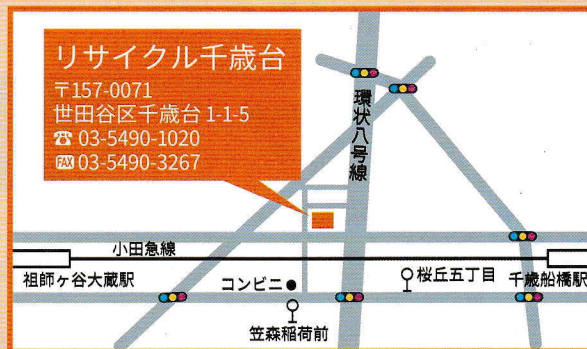 リサイクル千歳台
〒157-0071
世田谷区千歳台 1-1-5
☎ 03-5490-1020
FAX 03-5490-3267
環状八号線
小田急線
祖師ヶ谷大蔵駅
コンビニ
桜丘五丁目
千歳船橋駅
笠森稲荷前